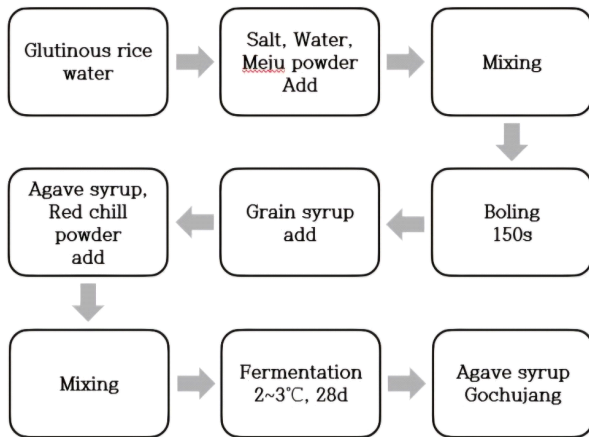 Glutinous rice
water
Salt, Water,
Meju powder
Add
Mixing
Boling
150s
Grain syrup
add
Agave syrup,
Red chill
powder
add
Mixing
Fermentation
2~3℃, 28d
Agave syrup
Gochujang